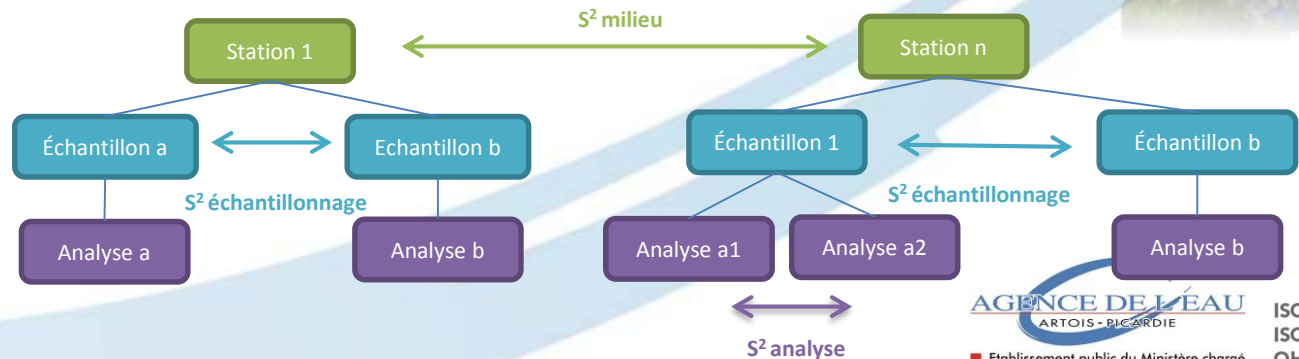 S² milieu
Station 1
Station n
Échantillon a
Echantillon b
Échantillon 1
Échantillon b
S² échantillonnage
S² échantillonnage
Analyse a
Analyse b
Analyse a1
Analyse a2
Analyse b
AGENCE DE L'EAU
ARTOIS - PICARDIE
S² analyse